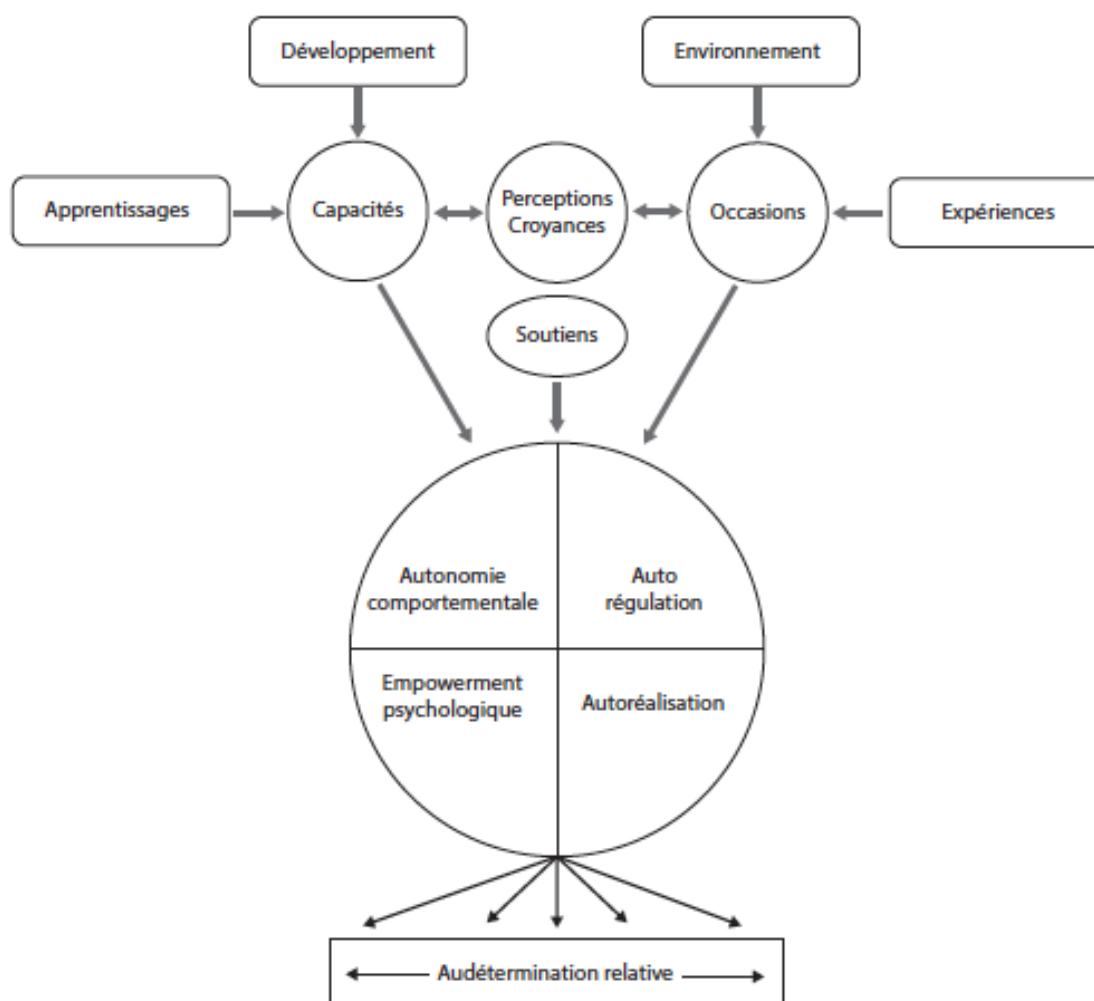 Développement
Environnement
Apprentissages
Capacités
Perceptions
Croyances
Occasions
Expériences
Soutiens
Autonomie
comportementale
Auto
régulation
Empowerment
psychologique
Autoréalisation
Audétermination relative